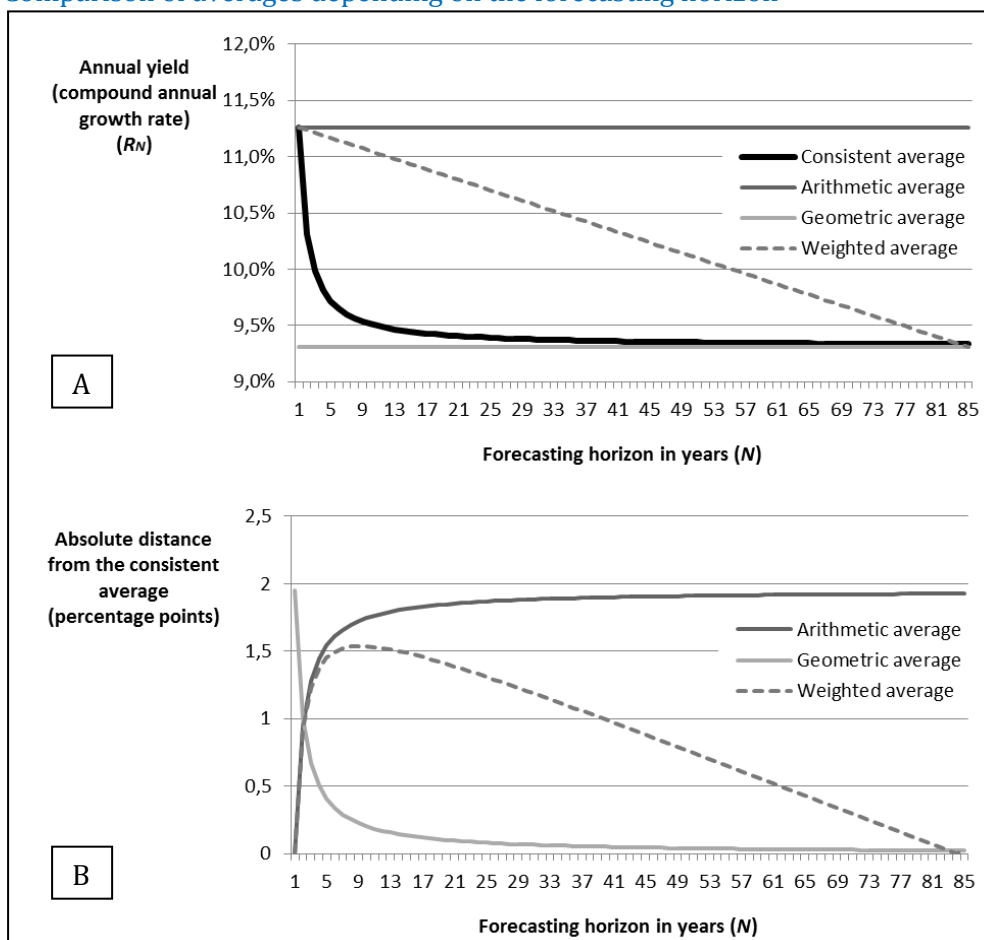 Comparison of averages depending on the forecasting horizon
Annual yield
(compound annual
growth rate)
(RN)
12,0%
11,5%
11,0%
10,5%
10,0%
9,5%
9,0%
Consistent average
Arithmetic average
Geometric average
Weighted average
A
1 5 9 13 17 21 25 29 33 37 41 45 49 53 57 61 65 69 73 77 81 85
Forecasting horizon in years (N)
Absolute distance
from the consistent
average
(percentage points)
2,5
2
1,5
1
0,5
0
Arithmetic average
Geometric average
Weighted average
B
1 5 9 13 17 21 25 29 33 37 41 45 49 53 57 61 65 69 73 77 81 85
Forecasting horizon in years (N)